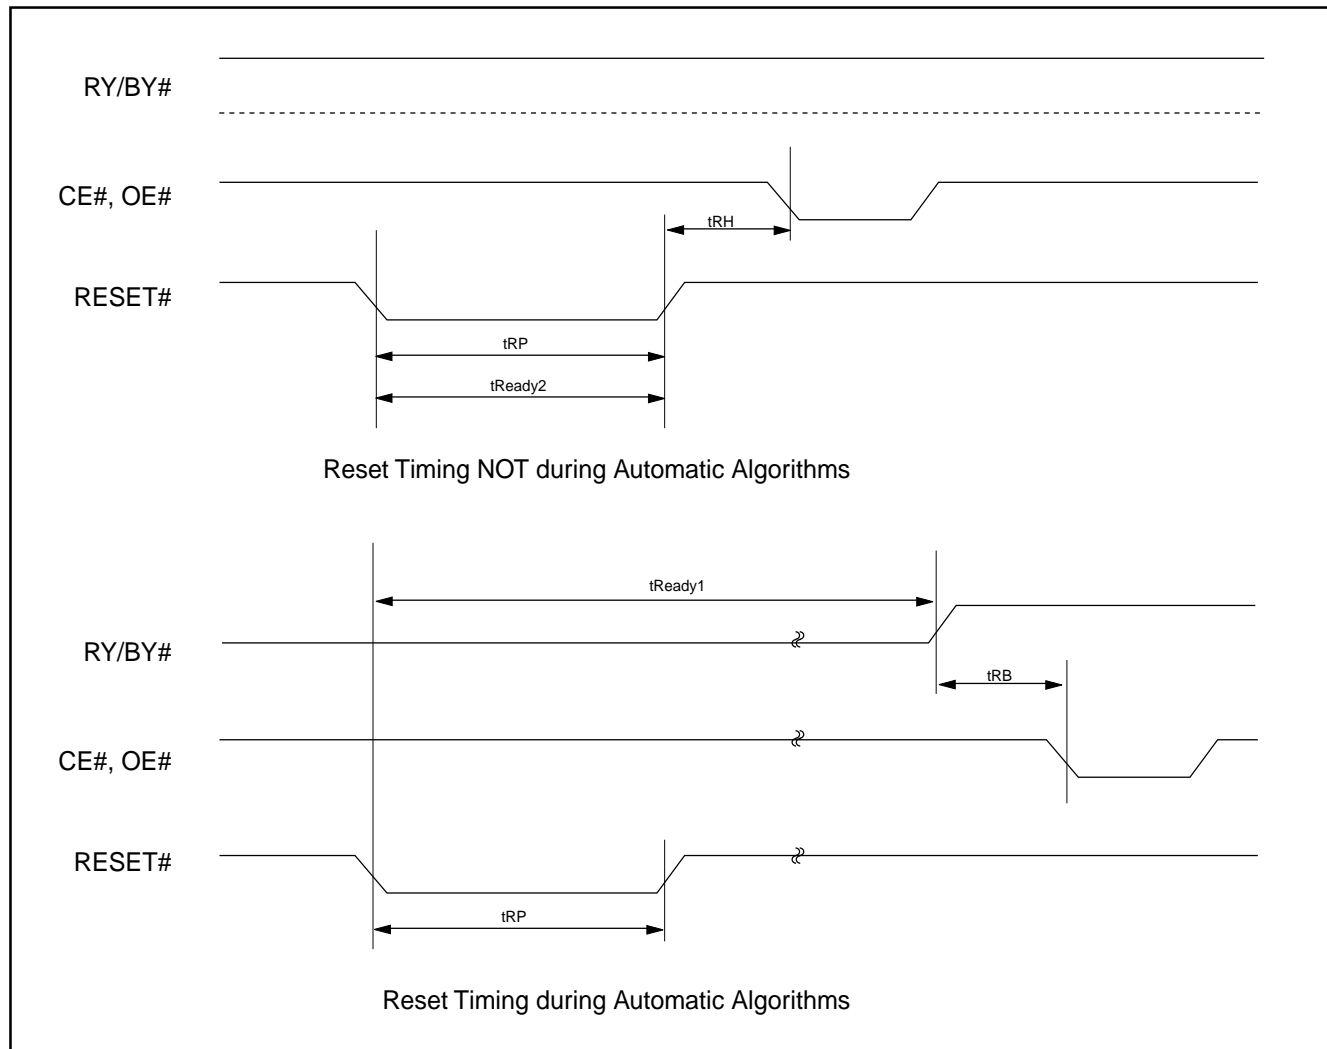 RY/BY#
CE#, OE#
tRH
RESET#
tRP
tReady2
Reset Timing NOT during Automatic Algorithms
tReady1
RY/BY#
tRB
CE#, OE#
RESET#
tRP
Reset Timing during Automatic Algorithms